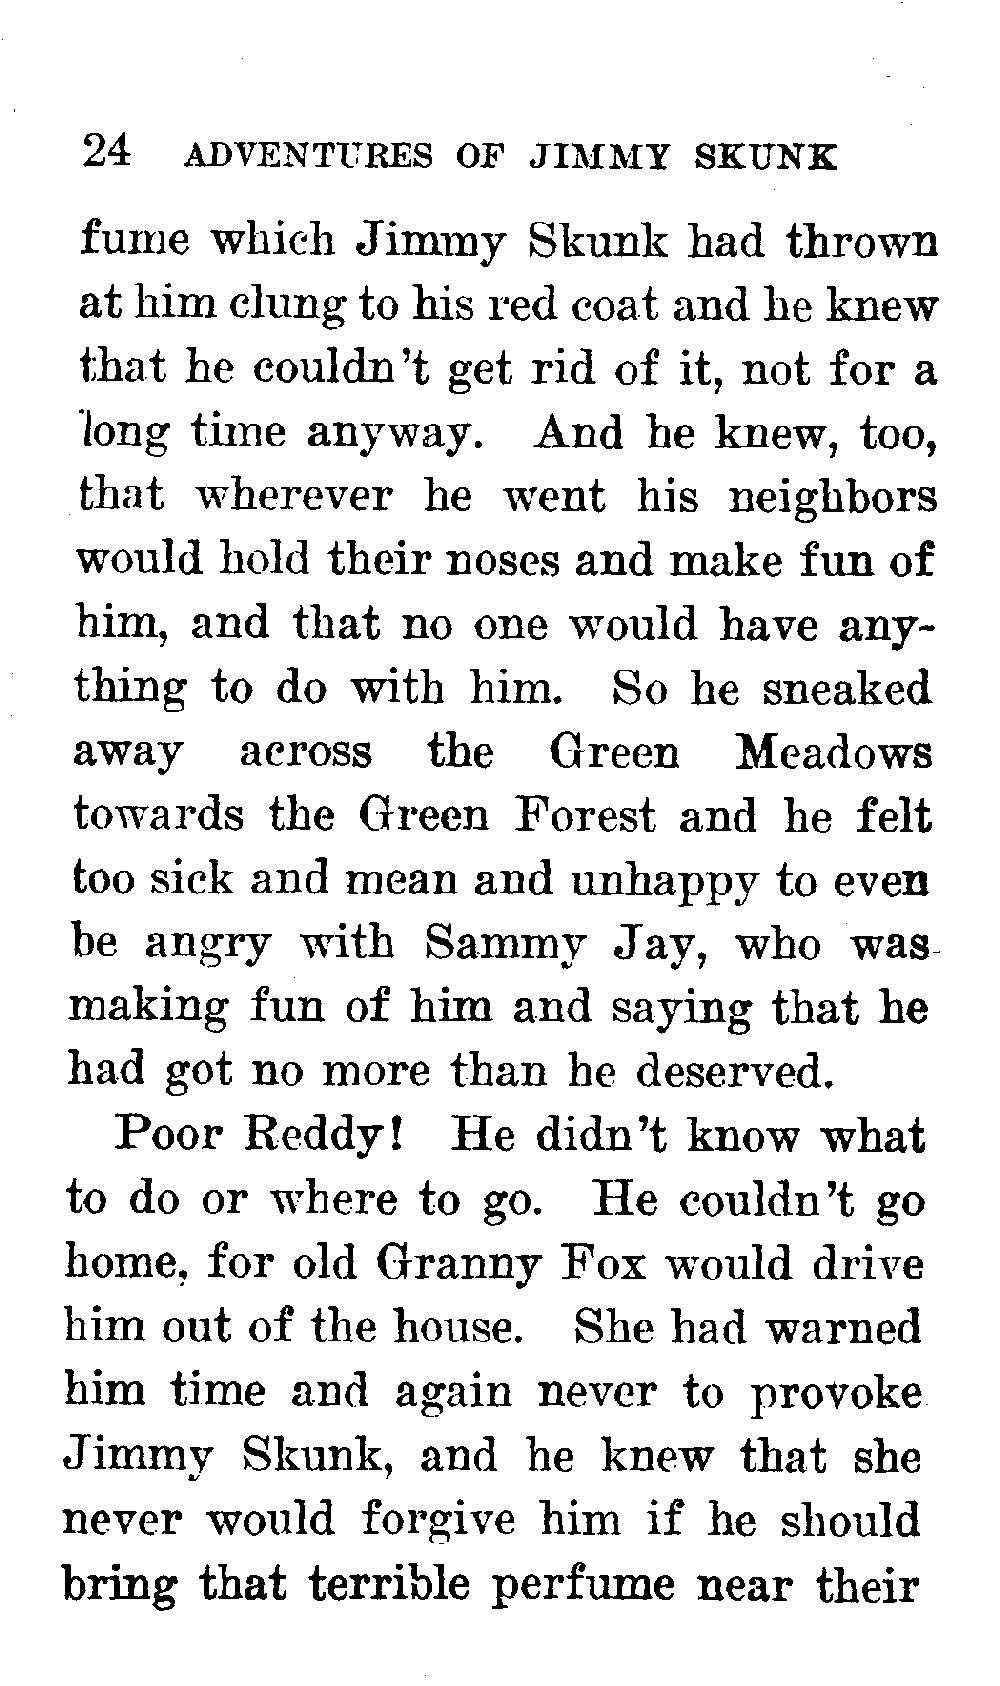 24 ADVENTURES OF JIMMY SKUNK
fume which Jimmy Skunk had thrown
at him clung to his red coat and he knew
that he couldn't get rid of it, not for a
long time anyway. And he knew, too,
that wherever he went his neighbors
would hold their noses and make fun of
him, and that no one would have any-
thing to do with him. So he sneaked
away across the Green Meadows
towards the Green Forest and he felt
too sick and mean and unhappy to even
be angry with Sammy Jay, who was
making fun of him and saying that he
had got no more than he deserved.
Poor Reddy! He didn't know what
to do or where to go. He couldn't go
home, for old Granny Fox would drive
him out of the house. She had warned
him time and again never to provoke
Jimmy Skunk, and he knew that she
never would forgive him if he should
bring that terrible perfume near their